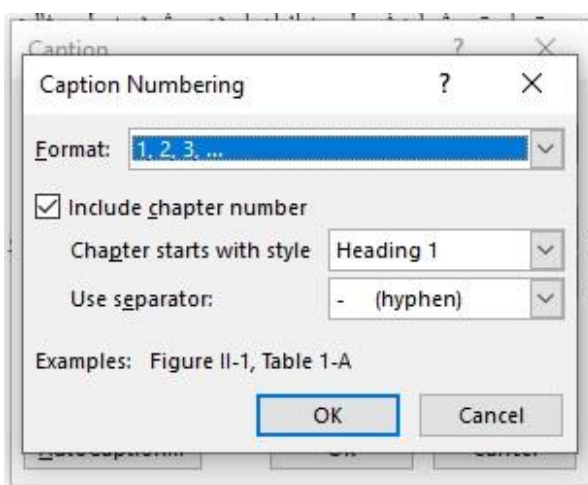 Caption ? ×
Caption Numbering ? ×
Format: 1, 2, 3, ...
Include chapter number
Chapter starts with style Heading 1
Use separator: - (hyphen)
Examples: Figure II-1, Table 1-A
OK Cancel